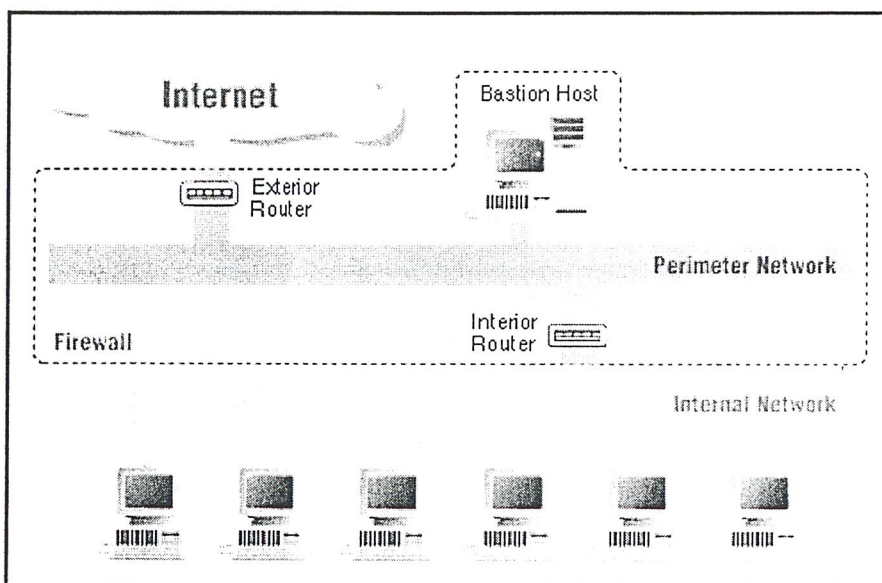 Internet
Bastion Host
Exterior
Router
Perimeter Network
Interior
Router
Firewall
Internal Network